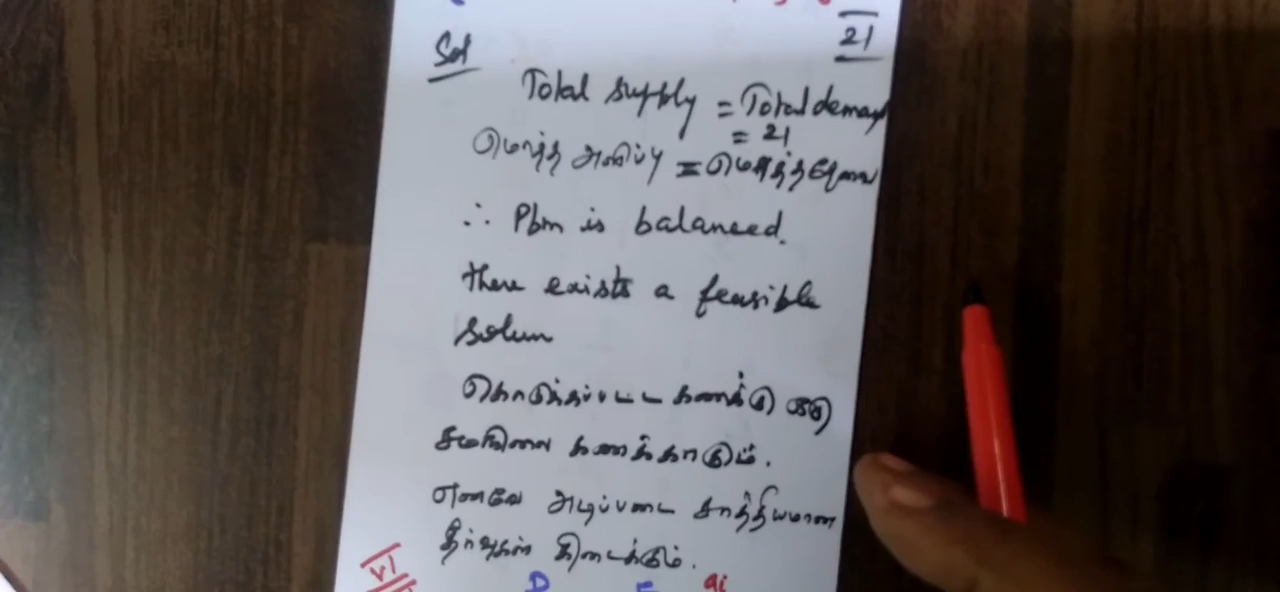 21
Sol
Total supply = Total demand
= 21
மொத்த அளிப்பு = மொத்த தேவை
∴ Pbm is balanced.
there exists a feasible
solun
கொடுக்கப்பட்ட கணக்கு ஒரு
சமநிலை கணக்காகும்.
எனவே அடிப்படை சாத்தியமான
தீர்வுகள் கிடைக்கும்.
D E ai